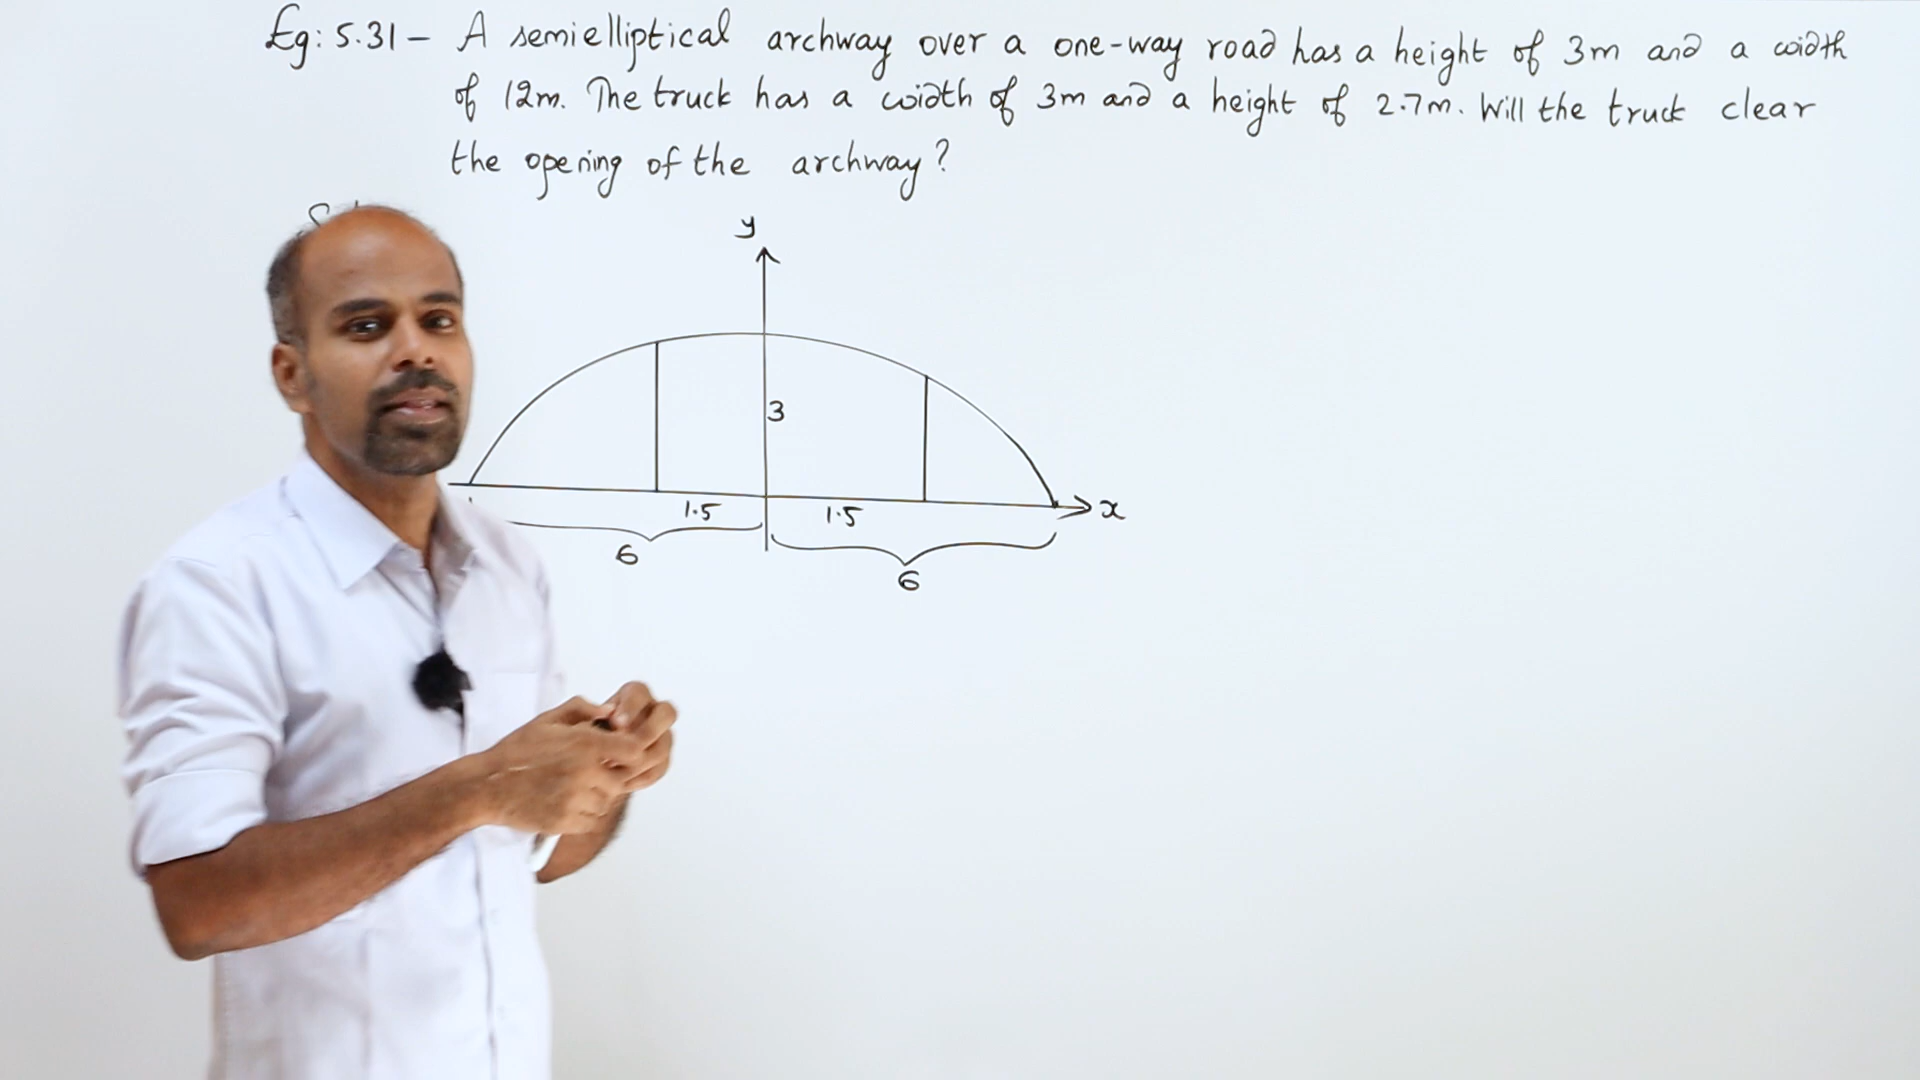 Eg: 5.31 - A semielliptical archway over a one-way road has a height of 3m and a width
of 12m. The truck has a width of 3m and a height of 2.7m. Will the truck clear
the opening of the archway?
y
3
x
1.5 1.5
6 6